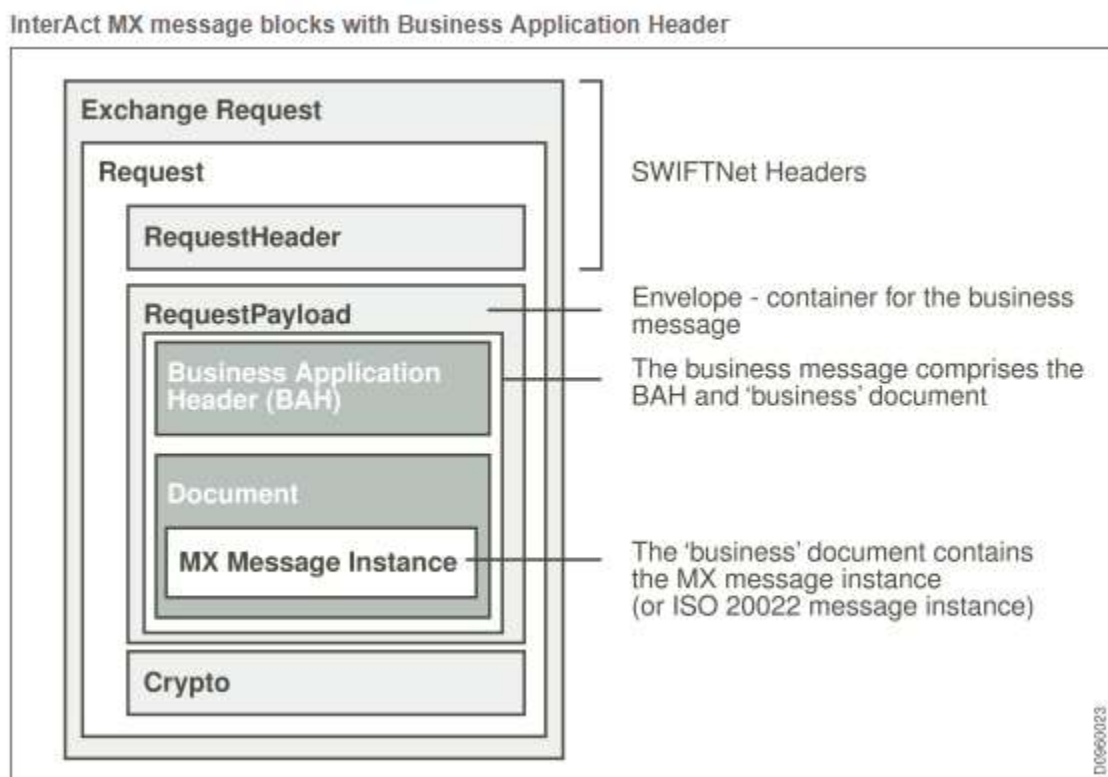 InterAct MX message blocks with Business Application Header
Exchange Request
Request
SWIFTNet Headers
RequestHeader
RequestPayload
Envelope - container for the business
message
Business Application
Header (BAH)
The business message comprises the
BAH and ‘business’ document
Document
MX Message Instance
The ‘business’ document contains
the MX message instance
(or ISO 20022 message instance)
Crypto
D0960023